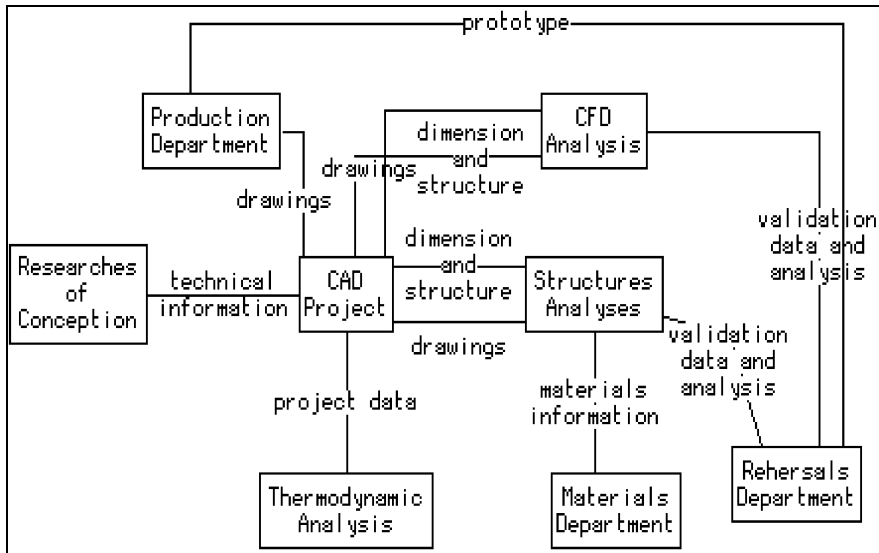 prototype
Production
Department
CFD
Analysis
dimension
and
structure
drawings
drawings
validation
data and
analysis
Researches
of
Conception
technical
information
CAD
Project
dimension
and
structure
drawings
Structures
Analyses
validation
data and
analysis
project data
materials
information
Thermodynamic
Analysis
Materials
Department
Rehersals
Department